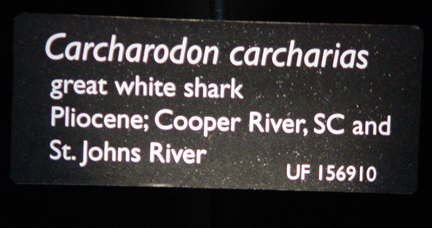 Carcharodon carcharias
great white shark
Pliocene; Cooper River, SC and
St. Johns River
UF 156910